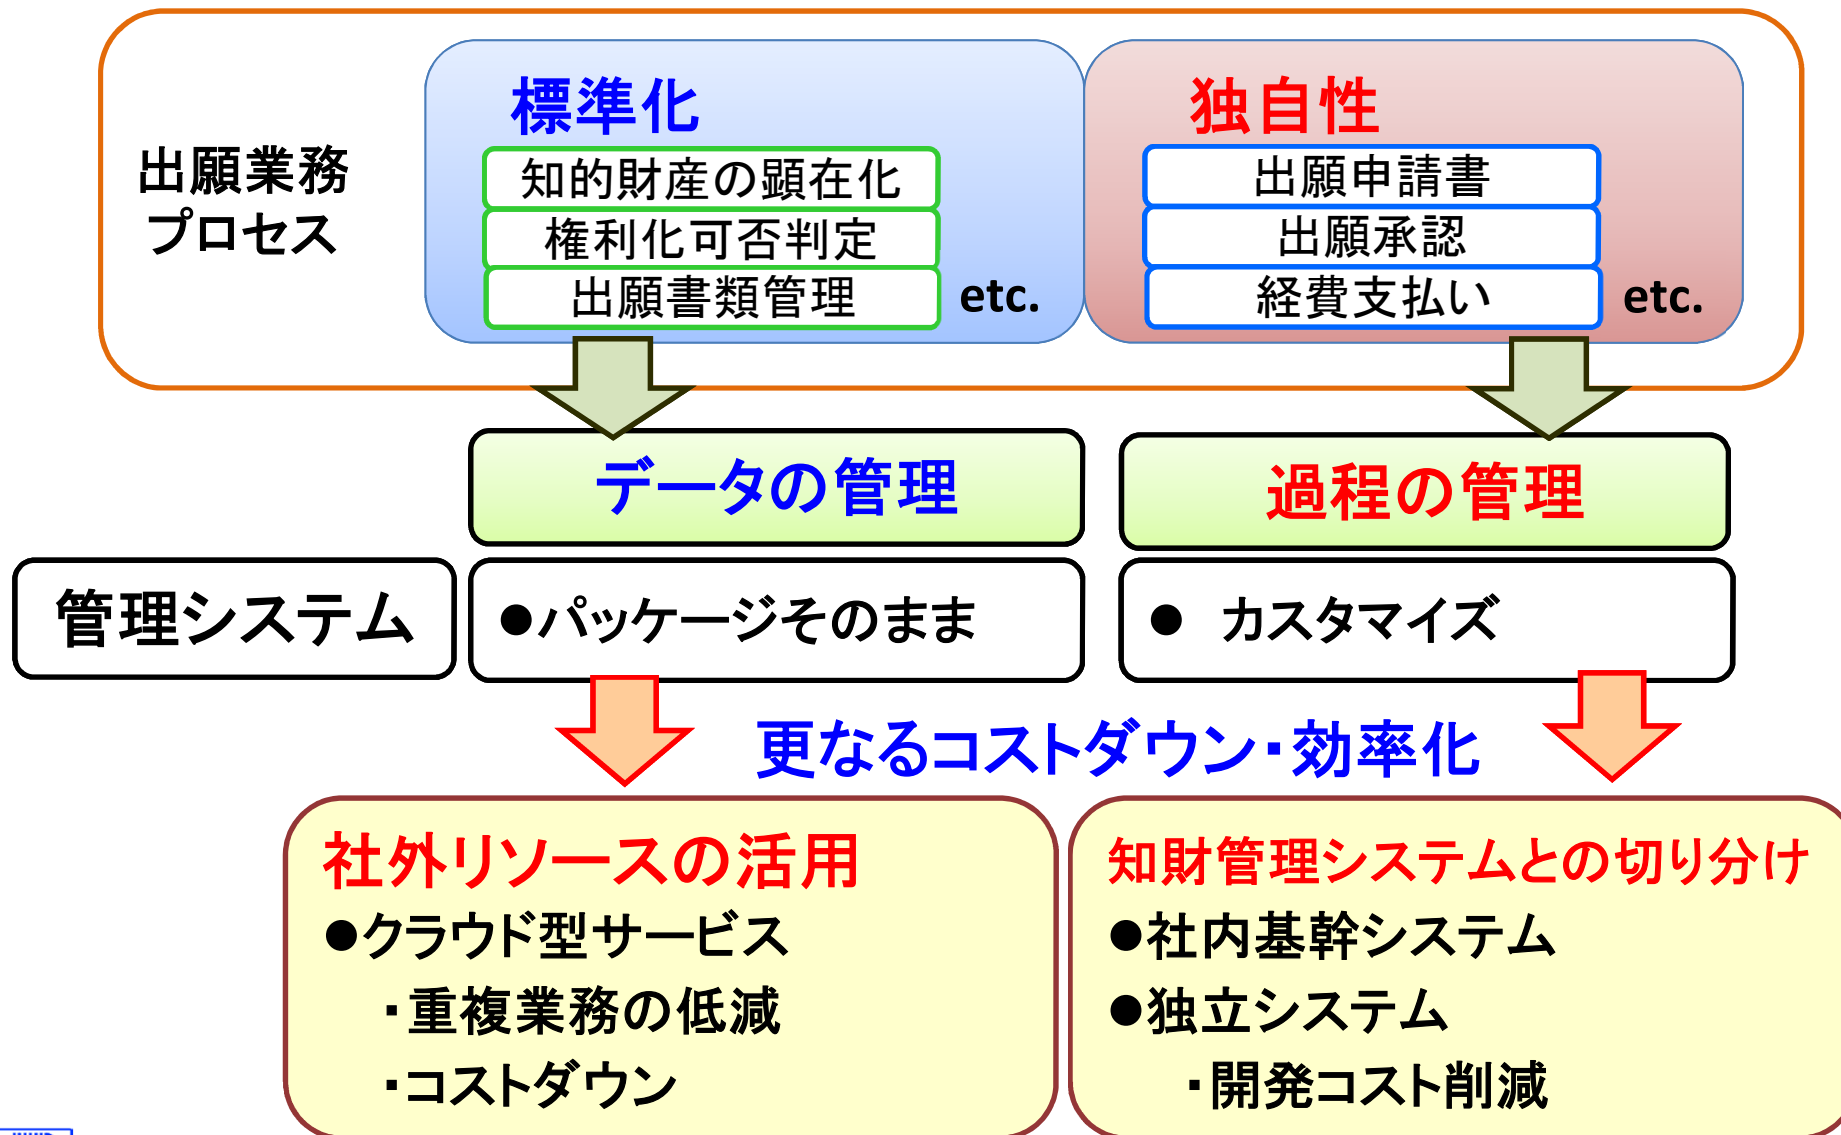 出願業務
プロセス
標準化
知的財産の顕在化
権利化可否判定
出願書類管理
etc.
独自性
出願申請書
出願承認
経費支払い
etc.
データの管理
過程の管理
管理システム
●パッケージそのまま
● カスタマイズ
更なるコストダウン・効率化
社外リソースの活用
●クラウド型サービス
・重複業務の低減
・コストダウン
知財管理システムとの切り分け
●社内基幹システム
●独立システム
・開発コスト削減